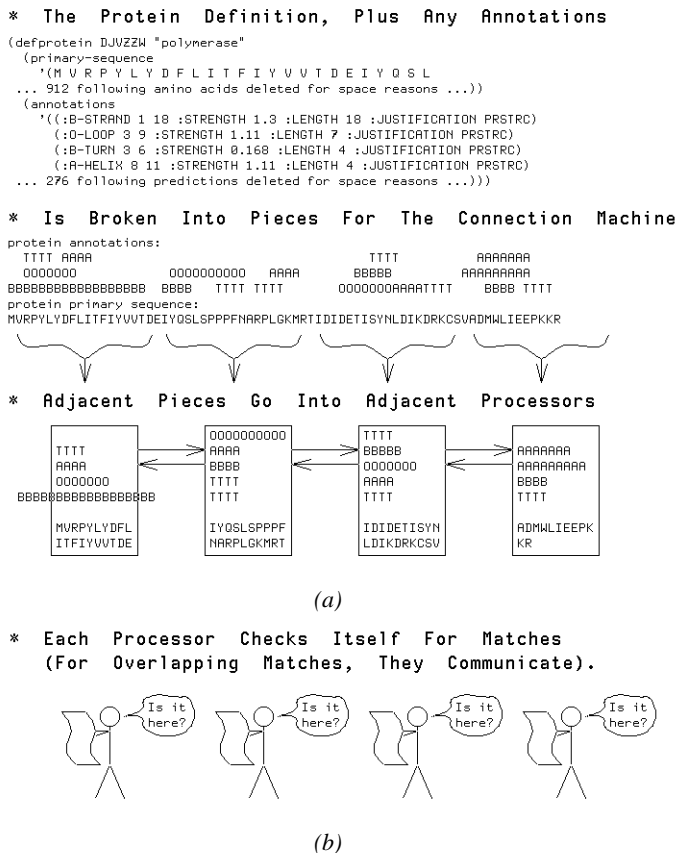 * The Protein Definition, Plus Any Annotations
(defprotein DJVZZW "polymerase"
(primary-sequence
'(M V R P Y L Y D F L I T F I Y V V T D E I Y Q S L
... 912 following amino acids deleted for space reasons ...))
(annotations
'((:B-STRAND 1 18 :STRENGTH 1.3 :LENGTH 18 :JUSTIFICATION PRSTRC)
(:O-LOOP 3 9 :STRENGTH 1.11 :LENGTH 7 :JUSTIFICATION PRSTRC)
(:B-TURN 3 6 :STRENGTH 0.168 :LENGTH 4 :JUSTIFICATION PRSTRC)
(:A-HELIX 8 11 :STRENGTH 1.11 :LENGTH 4 :JUSTIFICATION PRSTRC)
... 276 following predictions deleted for space reasons ...)))
* Is Broken Into Pieces For The Connection Machine
protein annotations:
TTTT AAAA TTTT AAAAAAA
OOOOOOO OOOOOOOOOO AAAA BBBBB AAAAAAAAA
BBBBBBBBBBBBBBBBBB BBBB TTTT TTTT OOOOOOOAAAATTTT BBBB TTTT
protein primary sequence:
MVRPYLYDFLITFIYVVTDEIYQSLSPPPFNARPLGKMRTIDIDETISYNLDIKDRKCSVADMWLIEEPKKR
* Adjacent Pieces Go Into Adjacent Processors
OOOOOOOOOO TTTT
TTTT AAAA BBBBB AAAAAAA
AAAA BBBB OOOOOOO AAAAAAAAA
OOOOOOO TTTT AAAA BBBB
BBBBBBBBBBBBBBBBBB TTTT TTTT TTTT
MVRPYLYDFL IYQSLSPPPF IDIDETISYN ADMWLIEEPK
ITFIYVVTDE NARPLGKMRT LDIKDRKCSV KR
(a)
* Each Processor Checks Itself For Matches
(For Overlapping Matches, They Communicate).
Is it Is it Is it Is it
here? here? here? here?
(b)